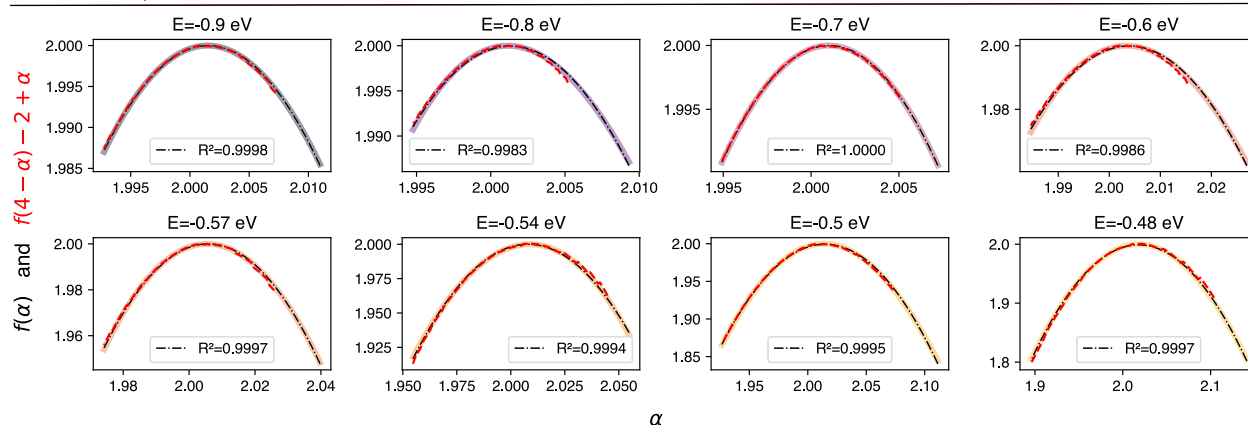 E=-0.9 eV
E=-0.8 eV
E=-0.7 eV
E=-0.6 eV
2.000
1.995
1.990
1.985
R²=0.9998
1.995 2.000 2.005 2.010
2.000
1.995
1.990
R²=0.9983
1.995 2.000 2.005 2.010
2.000
1.995
R²=1.0000
1.995 2.000 2.005
2.00
1.98
1.96
R²=0.9986
1.99 2.00 2.01 2.02
E=-0.57 eV
E=-0.54 eV
E=-0.5 eV
E=-0.48 eV
2.00
1.98
1.96
R²=0.9997
1.98 2.00 2.02 2.04
2.000
1.975
1.950
1.925
R²=0.9994
1.950 1.975 2.000 2.025 2.050
2.00
1.95
1.90
1.85
R²=0.9995
1.95 2.00 2.05 2.10
2.0
1.9
1.8
R²=0.9997
1.9 2.0 2.1
f(α) and f(4 − α) − 2 + α
α